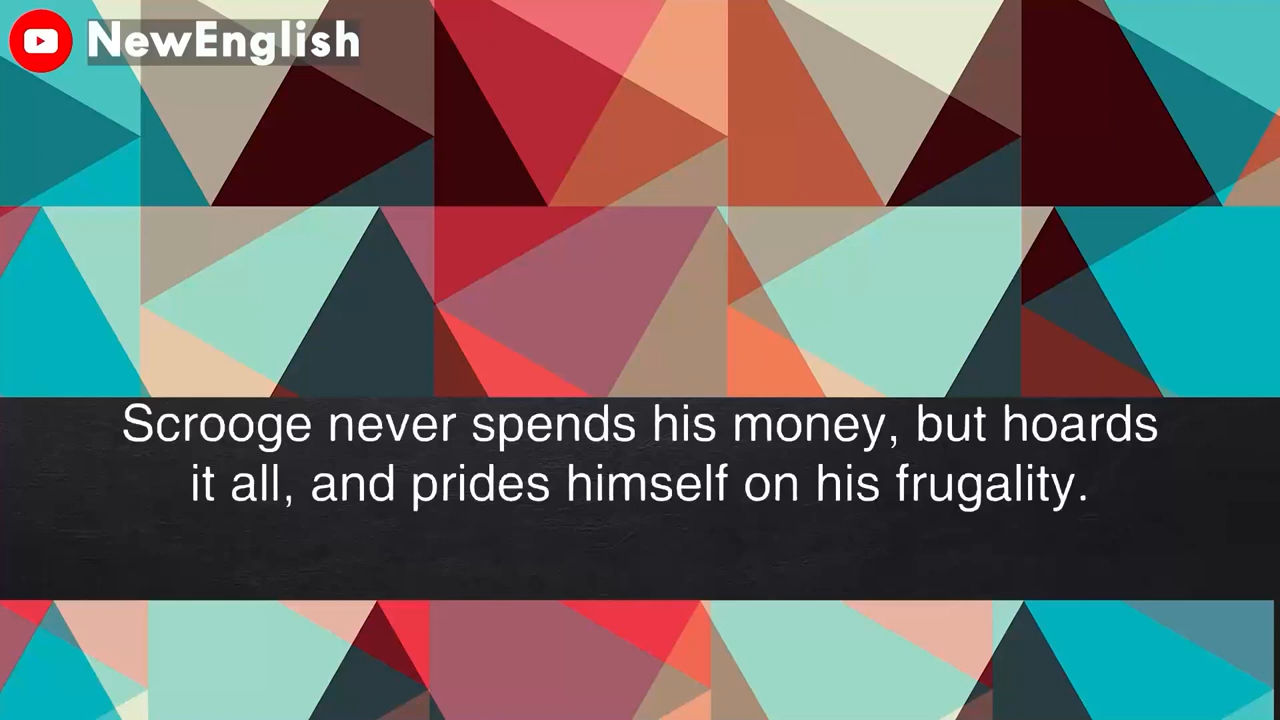 NewEnglish
Scrooge never spends his money, but hoards
it all, and prides himself on his frugality.